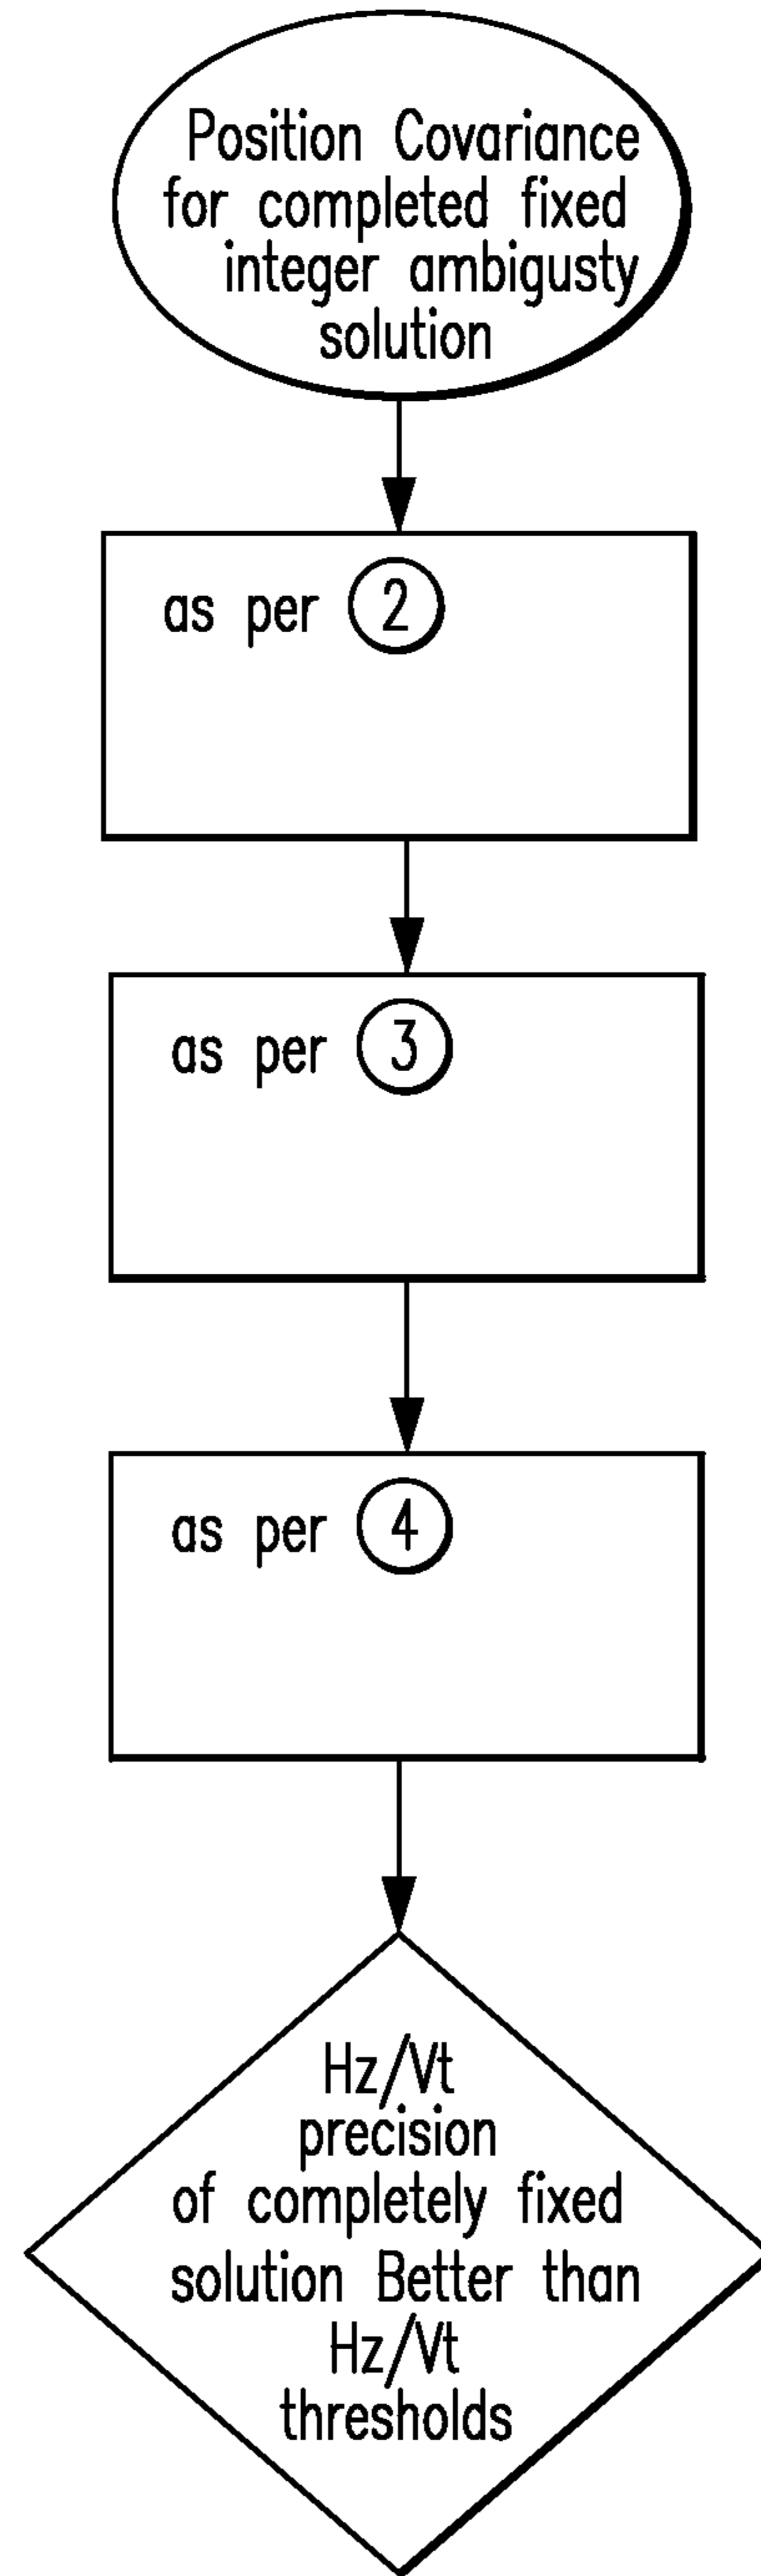 Position Covariance
for completed fixed
integer ambigusty
solution
as per 2
as per 3
as per 4
Hz/Vt
precision
of completely fixed
solution Better than
Hz/Vt
thresholds